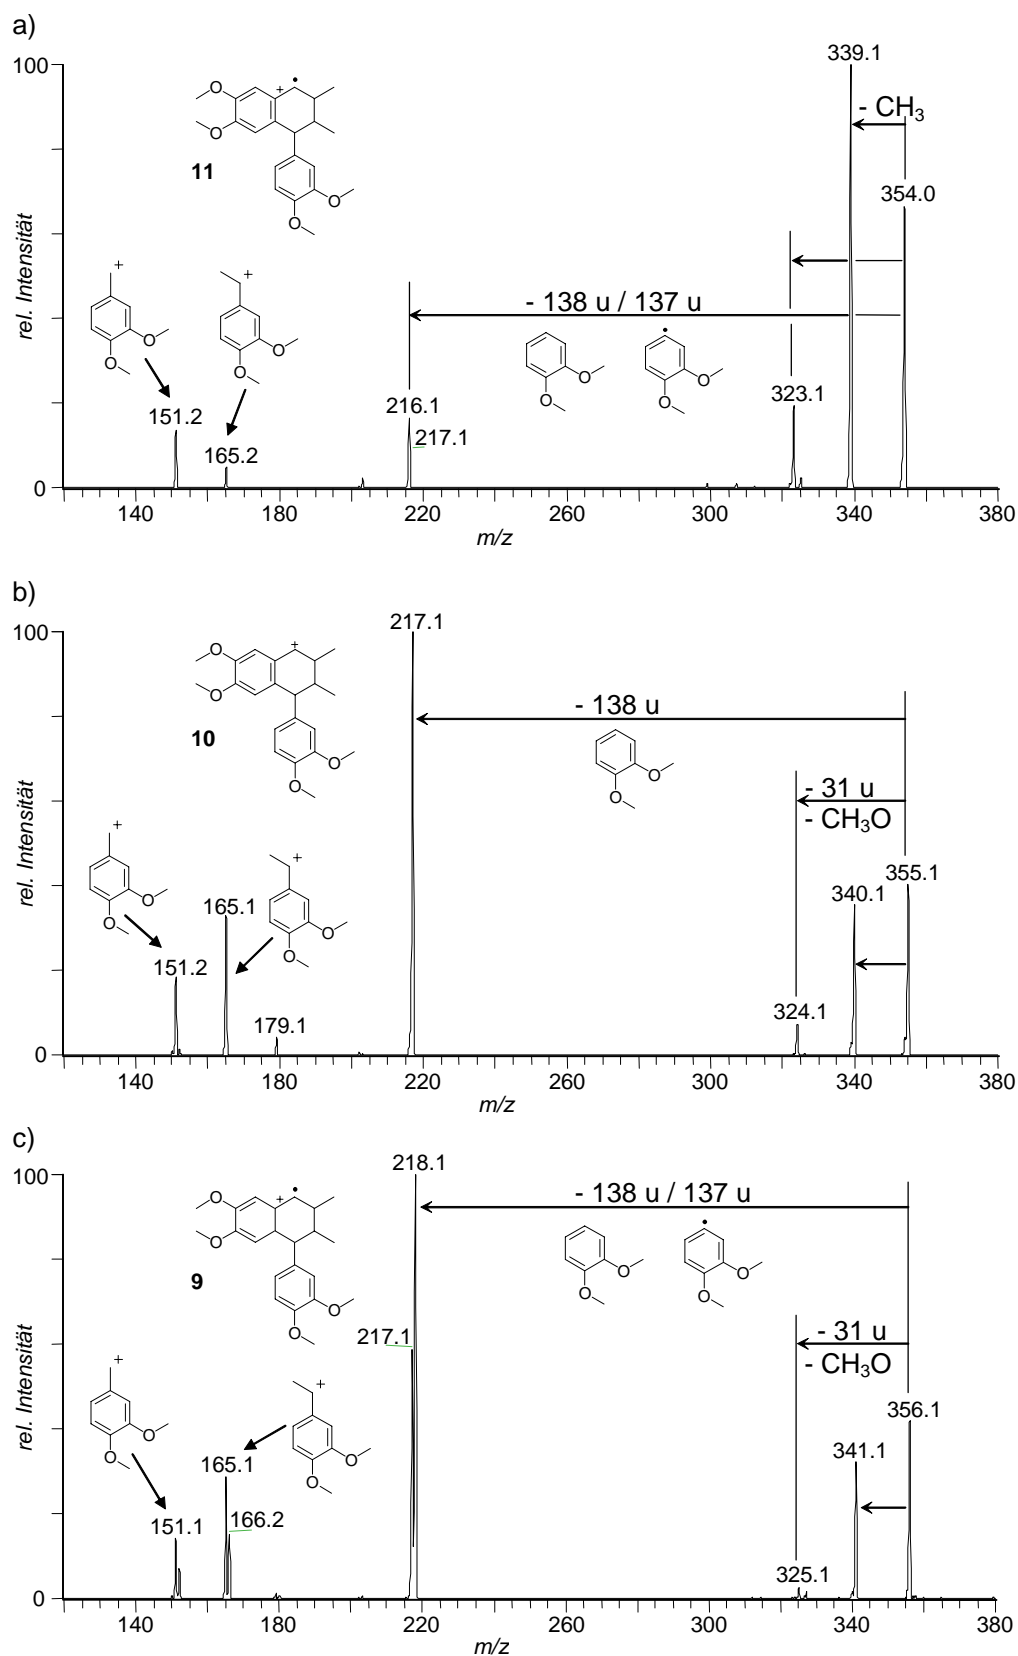 a)
100
339.1
- CH3
354.0
11
rel. Intensität
- 138 u / 137 u
323.1
216.1
217.1
151.2
165.2
O
O
O
O
O
O
O
O
O
O
O
O
+
+
+
0
140 180 220 260 300 340 380
m/z
b)
100
217.1
- 138 u
10
- 31 u
- CH3O
rel. Intensität
355.1
340.1
165.1
151.2
324.1
179.1
O
O
O
O
O
O
O
O
O
O
+
+
+
0
140 180 220 260 300 340 380
m/z
c)
100
218.1
- 138 u / 137 u
9
- 31 u
- CH3O
217.1
rel. Intensität
356.1
341.1
165.1
166.2
151.1
325.1
O
O
O
O
O
O
O
O
O
O
O
O
+
+
+
0
140 180 220 260 300 340 380
m/z